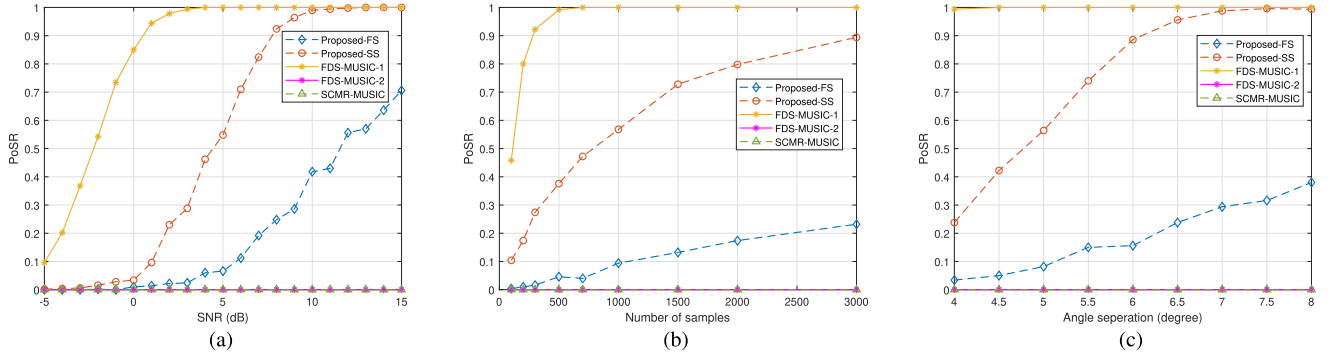 1
0.9
0.8
0.7
0.6
0.5
0.4
0.3
0.2
0.1
0
PoSR
-5
0
5
10
15
SNR (dB)
Proposed-FS
Proposed-SS
FDS-MUSIC-1
FDS-MUSIC-2
SCMR-MUSIC
(a)
1
0.9
0.8
0.7
0.6
0.5
0.4
0.3
0.2
0.1
0
PoSR
0
500
1000
1500
2000
2500
3000
Number of samples
Proposed-FS
Proposed-SS
FDS-MUSIC-1
FDS-MUSIC-2
SCMR-MUSIC
(b)
1
0.9
0.8
0.7
0.6
0.5
0.4
0.3
0.2
0.1
0
PoSR
4
4.5
5
5.5
6
6.5
7
7.5
8
Angle seperation (degree)
Proposed-FS
Proposed-SS
FDS-MUSIC-1
FDS-MUSIC-2
SCMR-MUSIC
(c)